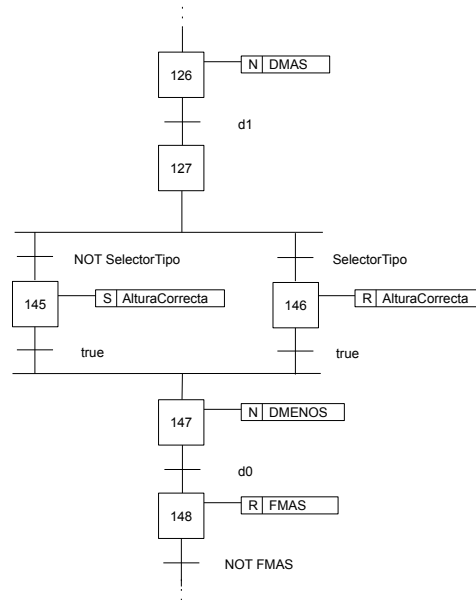 126
N DMAS
d1
127
NOT SelectorTipo
SelectorTipo
145
S AlturaCorrecta
146
R AlturaCorrecta
true
true
147
N DMENOS
d0
148
R FMAS
NOT FMAS